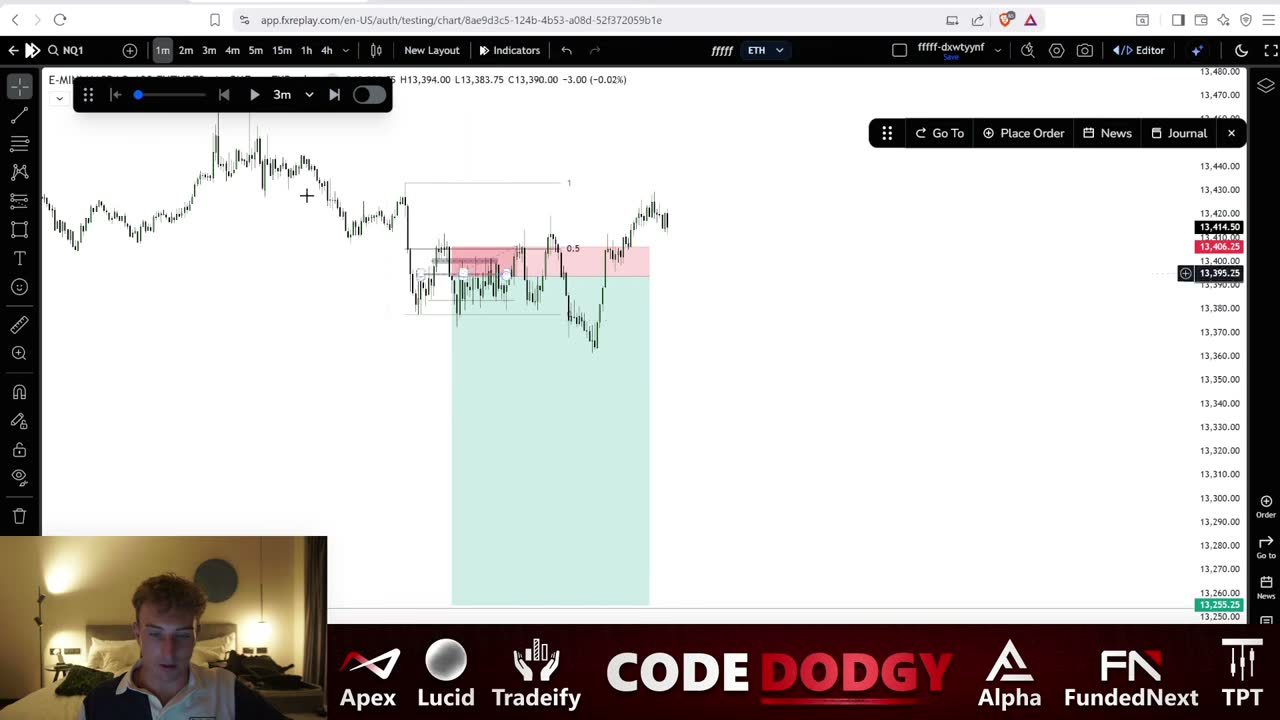 app.fxreplay.com/en-US/auth/testing/chart/8ae9d3c5-124b-4b53-a08d-52f372059b1e
NQ1
1m 2m 3m 4m 5m 15m 1h 4h
New Layout
Indicators
fffff
ETH
fffff-dxwtyynf
Save
Editor
H13,394.00 L13,383.75 C13,390.00 −3.00 (−0.02%)
3m
Go To
Place Order
News
Journal
1
0.5
13,480.00
13,470.00
13,440.00
13,430.00
13,420.00
13,414.50
13,406.25
13,400.00
13,395.25
13,390.00
13,380.00
13,370.00
13,360.00
13,350.00
13,340.00
13,330.00
13,320.00
13,310.00
13,300.00
13,290.00
13,280.00
13,270.00
13,260.00
13,255.25
13,250.00
Order
Go to
News
Apex
Lucid
Tradeify
CODE DODGY
Alpha
FN
FundedNext
TPT